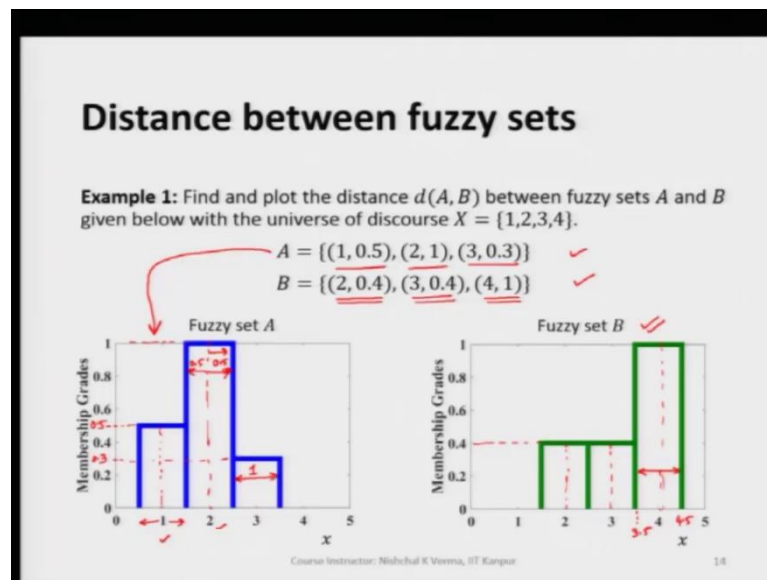 Distance between fuzzy sets
Example 1: Find and plot the distance d(A, B) between fuzzy sets A and B
given below with the universe of discourse X = {1,2,3,4}.
A = {(1, 0.5), (2, 1), (3, 0.3)}
B = {(2, 0.4), (3, 0.4), (4, 1)}
Fuzzy set A
Membership Grades
1
0.8
0.6
0.4
0.2
0
0.5
0.3
0.5 0.5
1
0 1 2 3 4 5
x
Fuzzy set B
Membership Grades
1
0.8
0.6
0.4
0.2
0
0 1 2 3 4 5
3.5 4.5
x
Course Instructor: Nishchal K Verma, IIT Kanpur
14